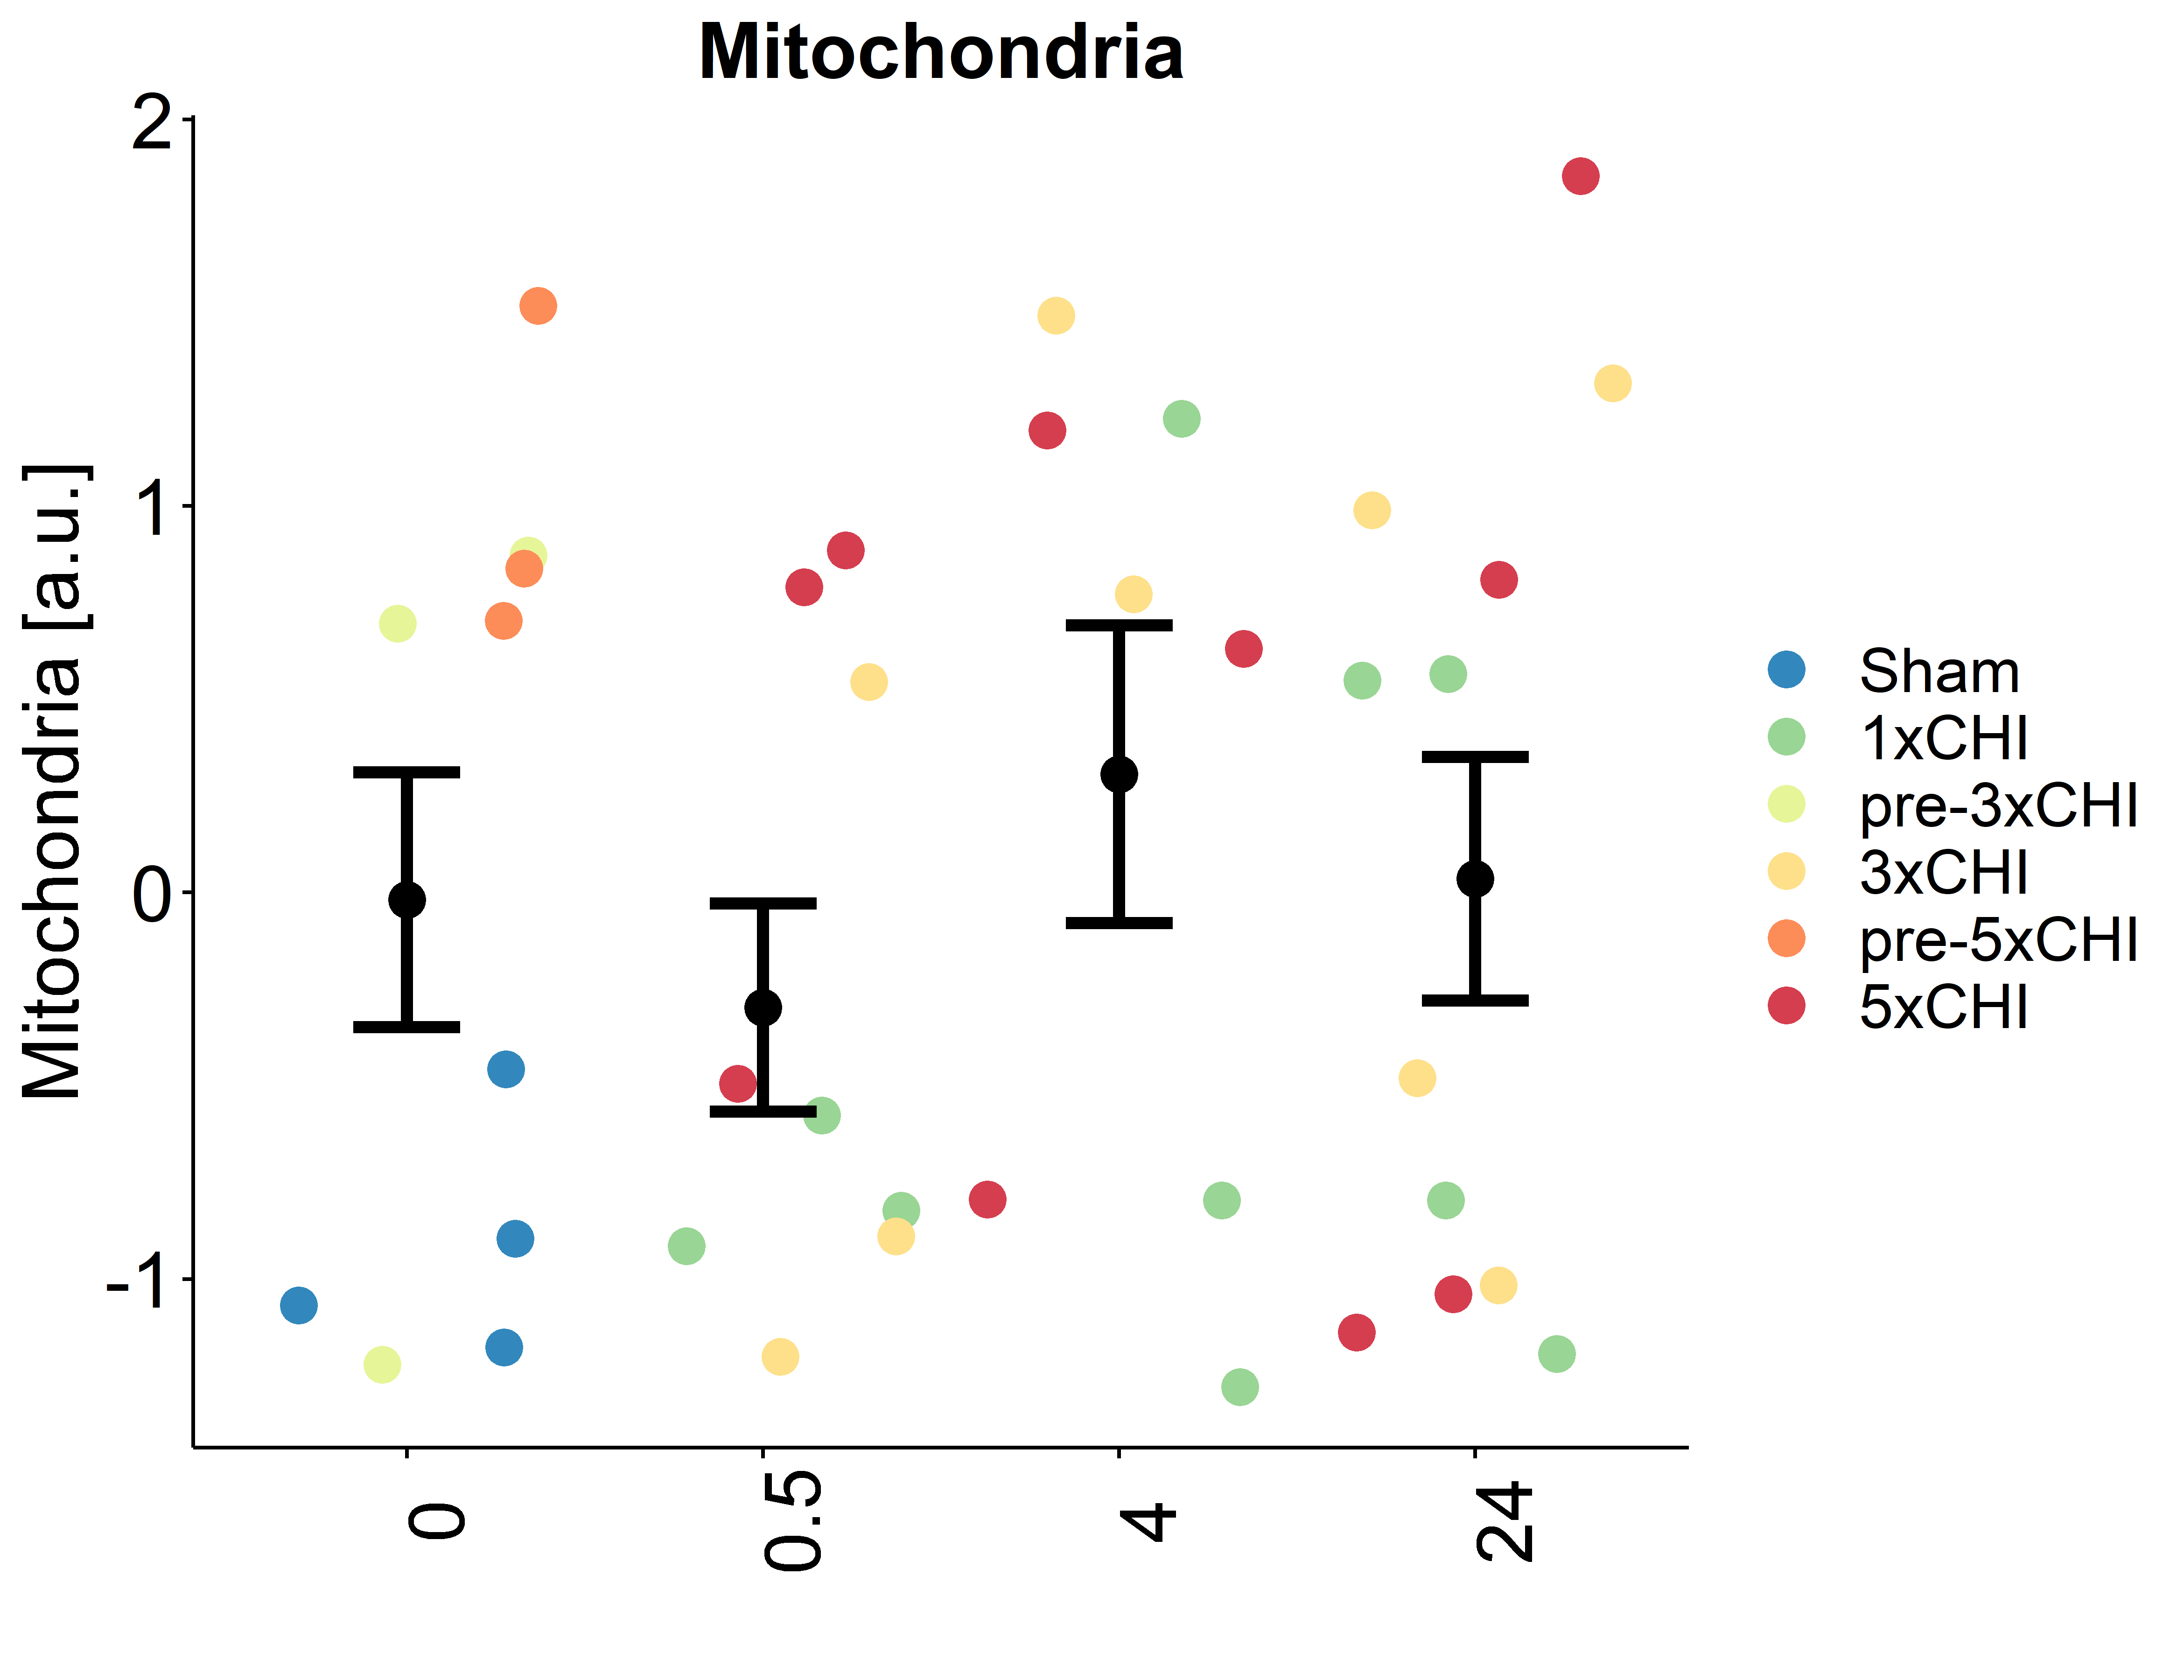 Mitochondria
Mitochondria [a.u.]
2
1
0
-1
0
0.5
4
24
Sham
1xCHI
pre-3xCHI
3xCHI
pre-5xCHI
5xCHI